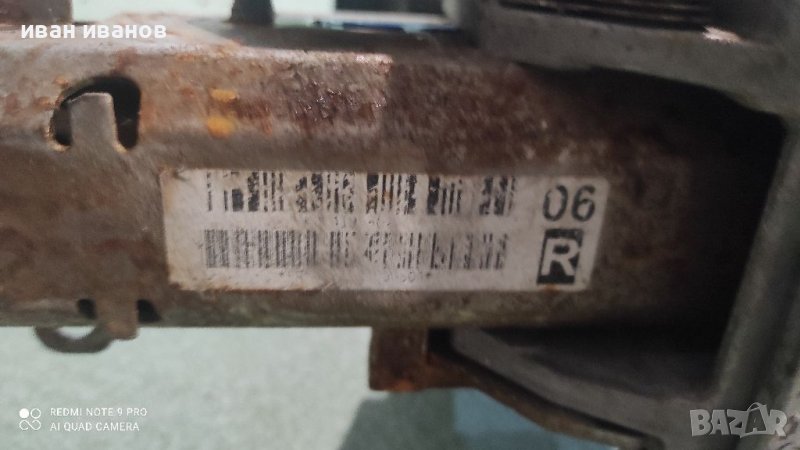 иван иванов
06
R
REDMI NOTE 9 PRO
AI QUAD CAMERA
BAZAR